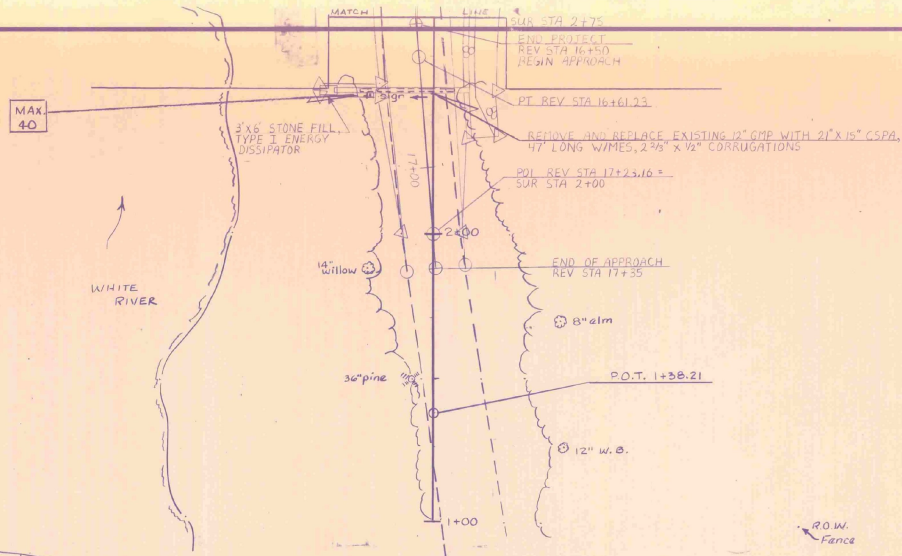 MATCH LINE
SUR STA 2+75
END PROJECT
REV STA 16+50
BEGIN APPROACH
PT REV STA 16+61.23
MAX.
40
sign
3'X6' STONE FILL,
TYPE I ENERGY
DISSIPATOR
REMOVE AND REPLACE EXISTING 12" GMP WITH 21" X 15" CSPA,
47' LONG W/MES, 2 2/3" X 1/2" CORRUGATIONS
17+00
POT REV STA 17+23.16 =
SUR STA 2+00
2+00
END OF APPROACH
REV STA 17+35
14"
willow
WHITE
RIVER
8" elm
36" pine
P.O.T. 1+38.21
12" W.B.
1+00
R.O.W.
Fence